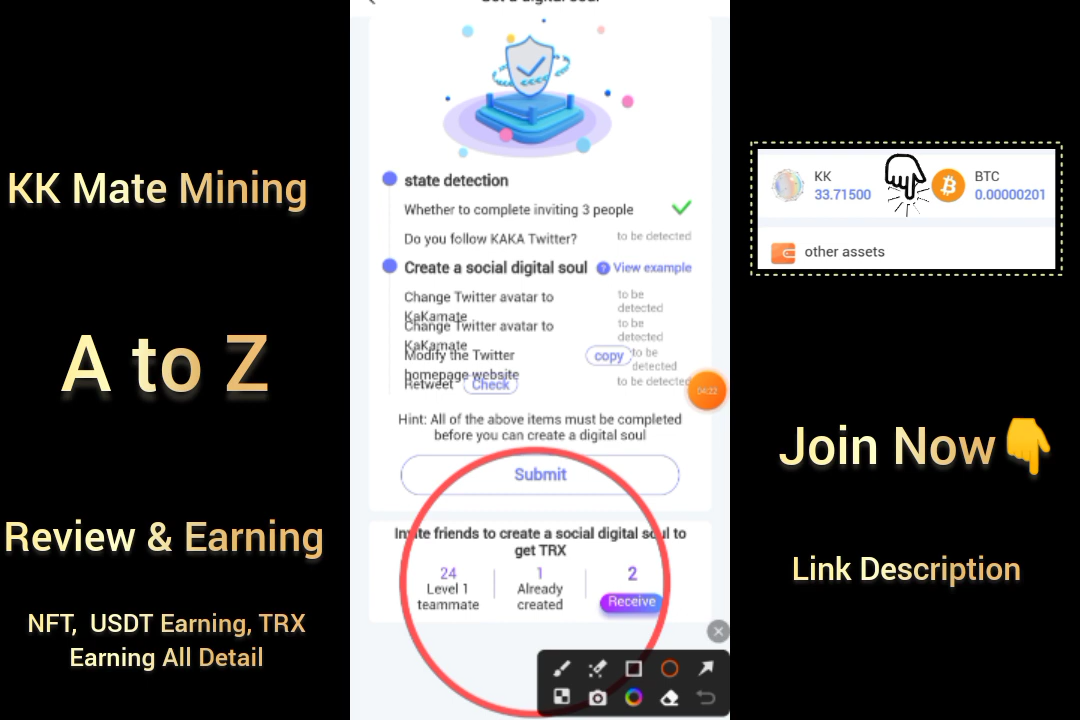 KK Mate Mining
A to Z
Review & Earning
NFT, USDT Earning, TRX
Earning All Detail
state detection
Whether to complete inviting 3 people
Do you follow KAKA Twitter?
to be detected
Create a social digital soul
? View example
Change Twitter avatar to
KaKamate
to be
detected
Change Twitter avatar to
KaKamate
to be
detected
Modify the Twitter
homepage website
copy
to be
detected
Retweet
Check
to be detected
04:22
Hint: All of the above items must be completed
before you can create a digital soul
Submit
Invite friends to create a social digital soul to
get TRX
24
Level 1
teammate
1
Already
created
2
Receive
KK
33.71500
BTC
0.00000201
other assets
Join Now
Link Description